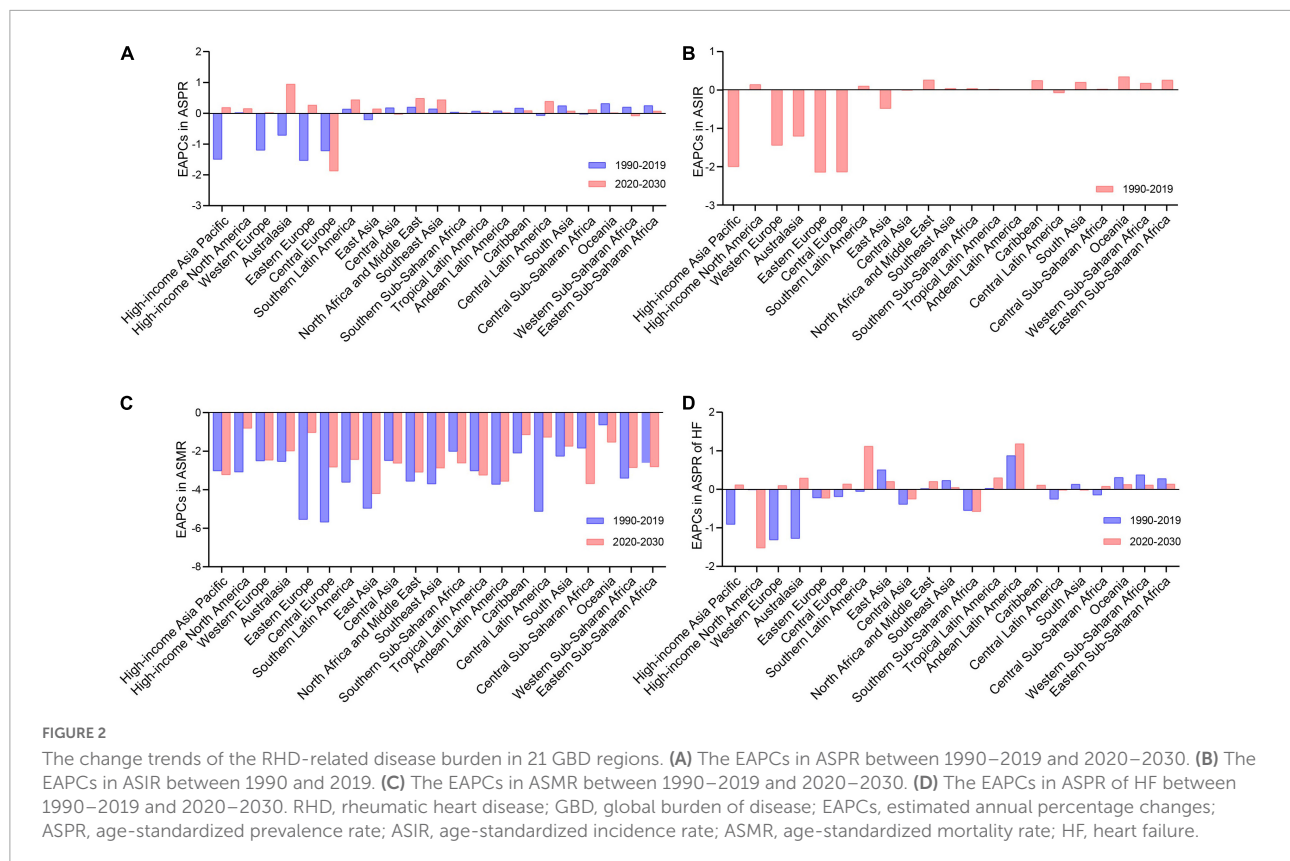 A
EAPCs in ASPR
2
1
0
-1
-2
-3
1990-2019
2020-2030
High-income Asia Pacific
High-income North America
Western Europe
Australasia
Eastern Europe
Central Europe
Southern Latin America
East Asia
Central Asia
North Africa and Middle East
Southeast Asia
Southern Sub-Saharan Africa
Tropical Latin America
Andean Latin America
Caribbean
Central Latin America
South Asia
Central Sub-Saharan Africa
Oceania
Western Sub-Saharan Africa
Eastern Sub-Saharan Africa
B
EAPCs in ASIR
1
0
-1
-2
-3
1990-2019
High-income Asia Pacific
High-income North America
Western Europe
Australasia
Eastern Europe
Central Europe
Southern Latin America
East Asia
Central Asia
North Africa and Middle East
Southeast Asia
Southern Sub-Saharan Africa
Tropical Latin America
Andean Latin America
Caribbean
Central Latin America
South Asia
Central Sub-Saharan Africa
Oceania
Western Sub-Saharan Africa
Eastern Sub-Saharan Africa
C
EAPCs in ASMR
0
-2
-4
-6
-8
1990-2019
2020-2030
High-income Asia Pacific
High-income North America
Western Europe
Australasia
Eastern Europe
Central Europe
Southern Latin America
East Asia
Central Asia
North Africa and Middle East
Southeast Asia
Southern Sub-Saharan Africa
Tropical Latin America
Andean Latin America
Caribbean
Central Latin America
South Asia
Central Sub-Saharan Africa
Oceania
Western Sub-Saharan Africa
Eastern Sub-Saharan Africa
D
EAPCs in ASPR of HF
2
1
0
-1
-2
1990-2019
2020-2030
High-income Asia Pacific
High-income North America
Western Europe
Australasia
Eastern Europe
Central Europe
Southern Latin America
East Asia
Central Asia
North Africa and Middle East
Southeast Asia
Southern Sub-Saharan Africa
Tropical Latin America
Andean Latin America
Caribbean
Central Latin America
South Asia
Central Sub-Saharan Africa
Oceania
Western Sub-Saharan Africa
Eastern Sub-Saharan Africa
FIGURE 2
The change trends of the RHD-related disease burden in 21 GBD regions. (A) The EAPCs in ASPR between 1990–2019 and 2020–2030. (B) The
EAPCs in ASIR between 1990 and 2019. (C) The EAPCs in ASMR between 1990–2019 and 2020–2030. (D) The EAPCs in ASPR of HF between
1990–2019 and 2020–2030. RHD, rheumatic heart disease; GBD, global burden of disease; EAPCs, estimated annual percentage changes;
ASPR, age-standardized prevalence rate; ASIR, age-standardized incidence rate; ASMR, age-standardized mortality rate; HF, heart failure.